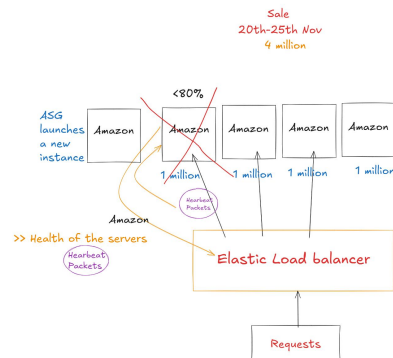 Sale
20th-25th Nov
4 million
<80%
ASG
launches
a new
instance
Amazon
Amazon
Amazon
Amazon
Amazon
1 million
1 million
1 million
1 million
Hearbeat
Packets
Amazon
>> Health of the servers
Hearbeat
Packets
Elastic Load balancer
Requests